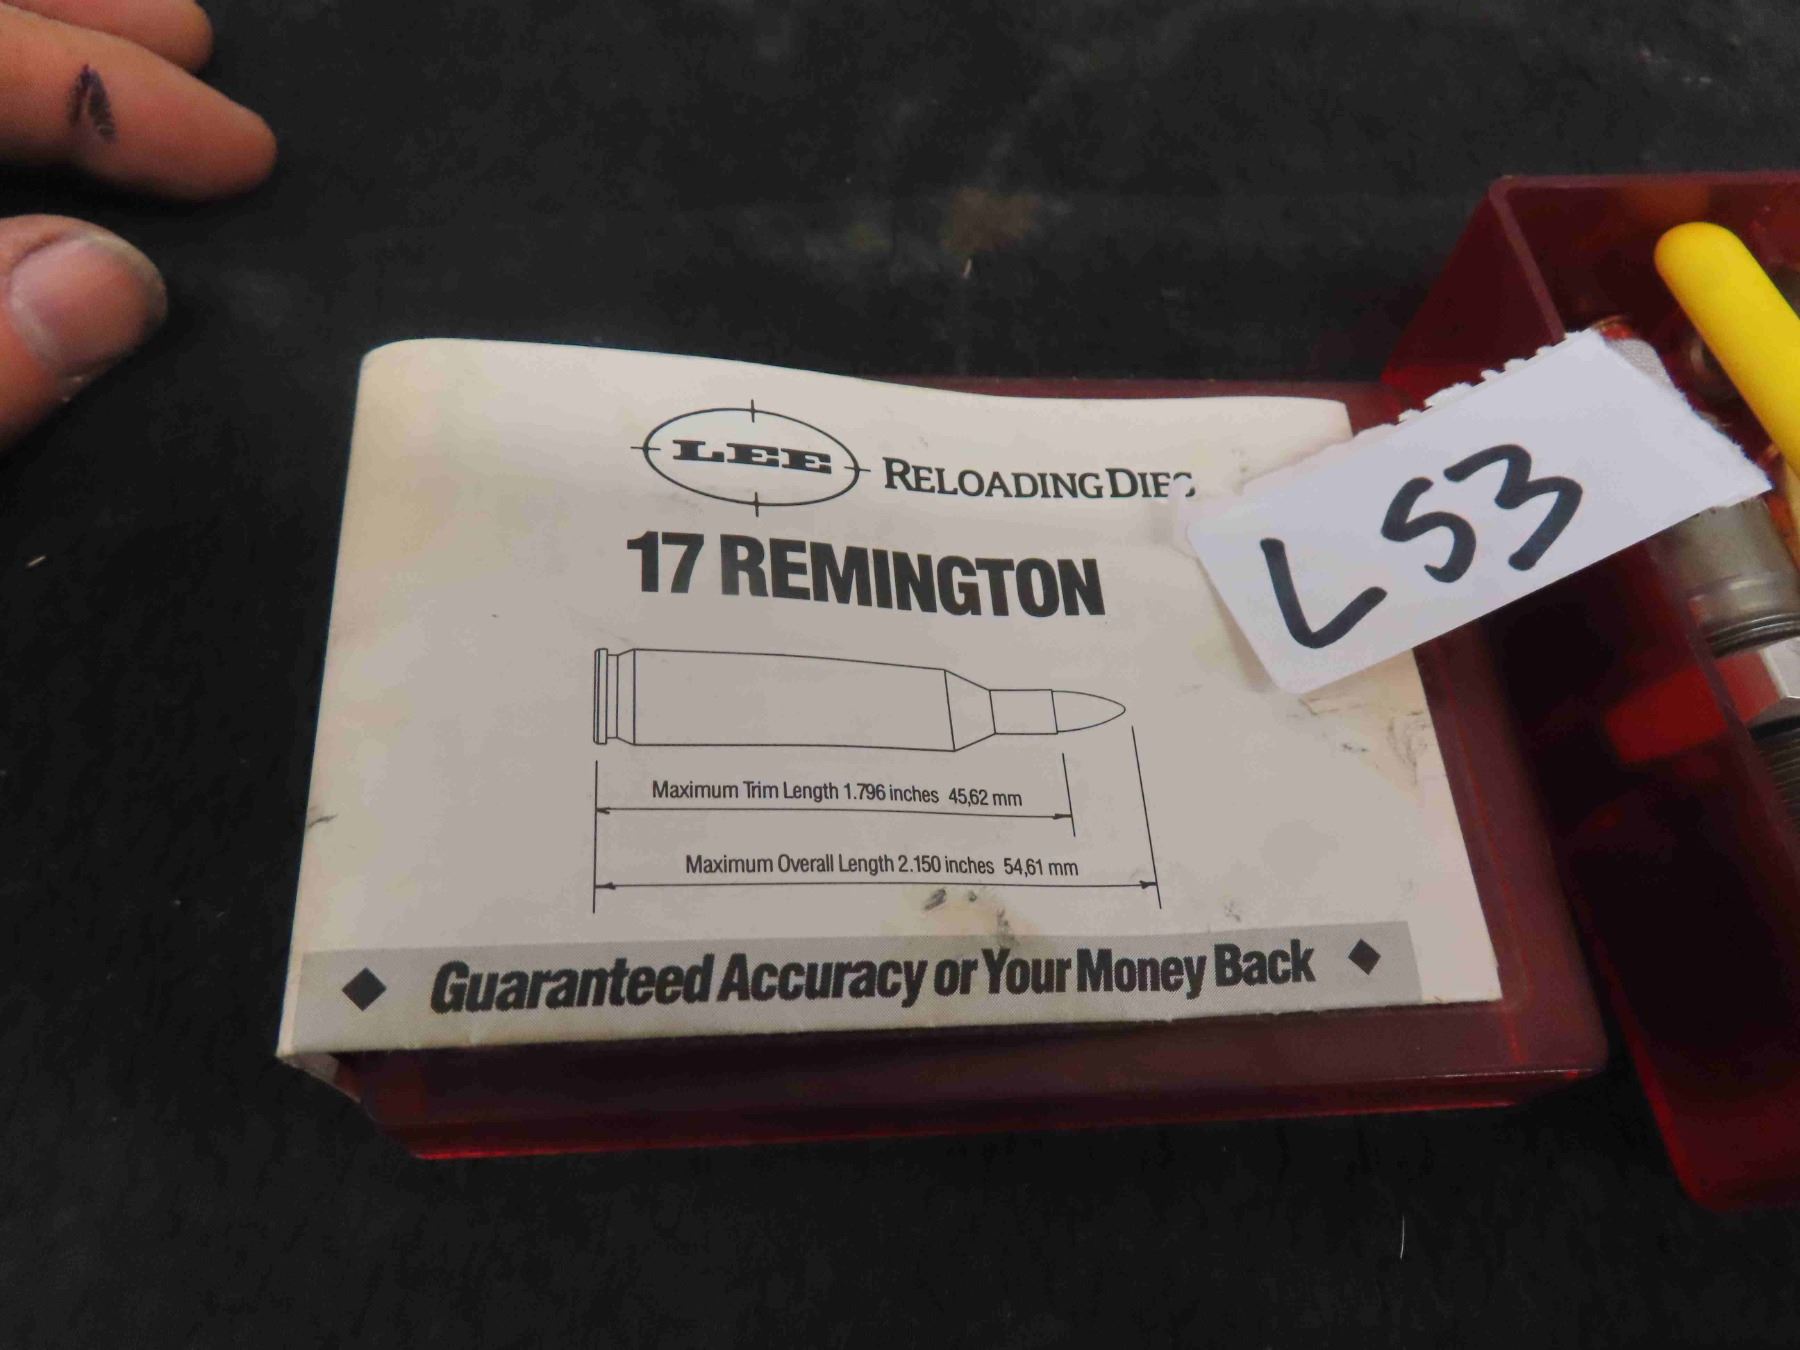 LEE RELOADING DIES
L53
17 REMINGTON
Maximum Trim Length 1.796 inches 45,62 mm
Maximum Overall Length 2.150 inches 54,61 mm
◆ Guaranteed Accuracy or Your Money Back ◆